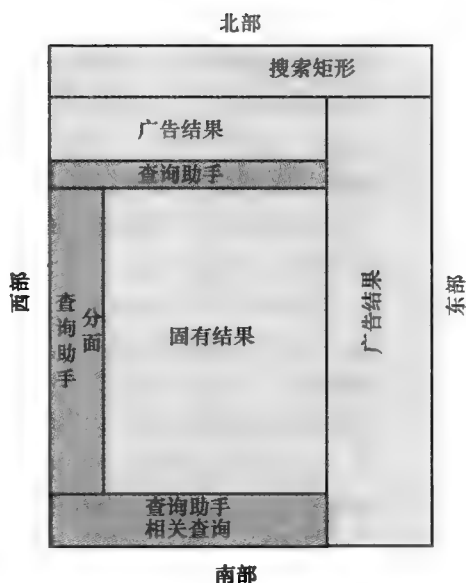 北部
搜索矩形
广告结果
查询助手
西部
查询助手
分面
固有结果
广告结果
东部
查询助手
相关查询
南部